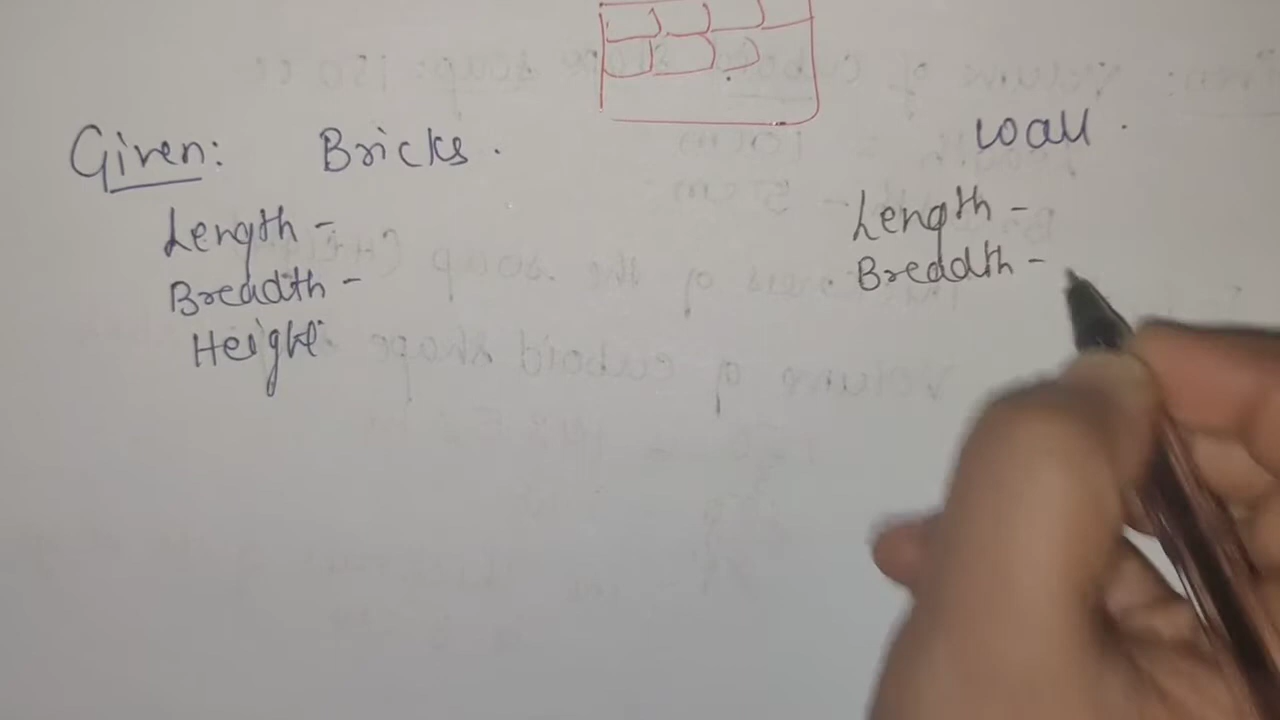 Given: Bricks. Wall.
Length - Length -
Breadth - Breadth -
Height